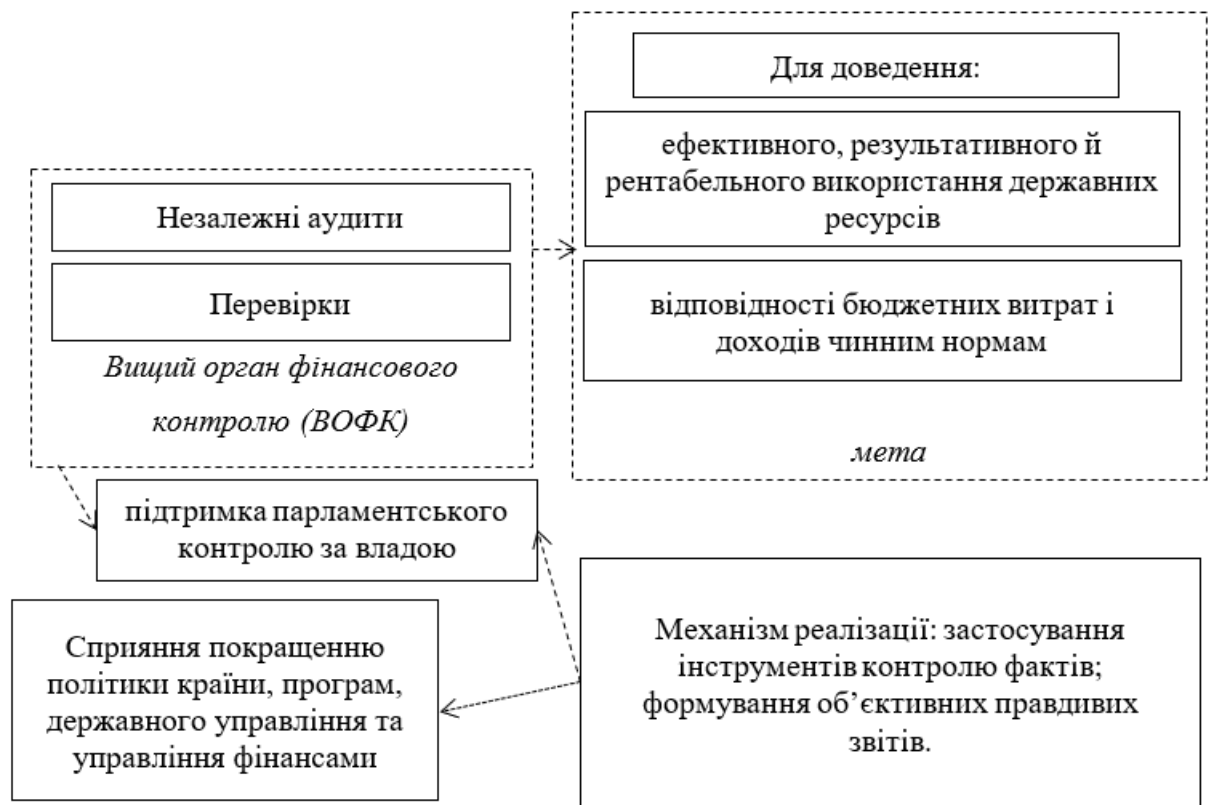 Для доведення:
ефективного, результативного й
рентабельного використання державних
ресурсів
відповідності бюджетних витрат і
доходів чинним нормам
мета
Незалежні аудити
Перевірки
Вищий орган фінансового
контролю (ВОФК)
підтримка парламентського
контролю за владою
Сприяння покращенню
політики країни, програм,
державного управління та
управління фінансами
Механізм реалізації: застосування
інструментів контролю фактів;
формування об’єктивних правдивих
звітів.